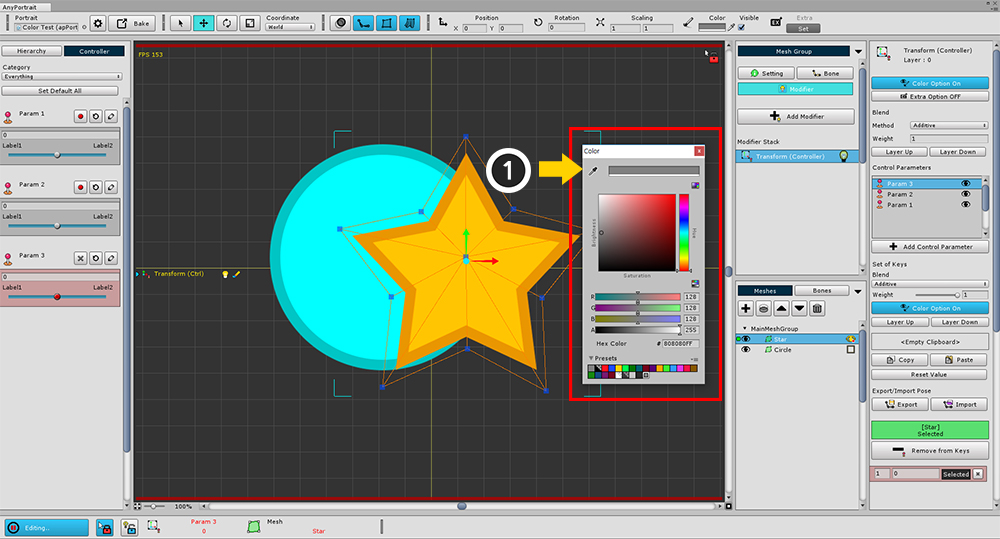 AnyPortrait
Portrait
Color Test (apPort
Bake
Coordinate
World
Position
X 0 Y 0
Rotation
0
Scaling
1 1
Color
Visible
Extra
Set
Hierarchy
Controller
Category
Everything
Set Default All
Param 1
0
Label1 Label2
Param 2
0
Label1 Label2
Param 3
0
Label1 Label2
FPS 153
Transform (Ctrl)
1
Color
Brightness
Hue
Saturation
R 128
G 128
B 128
A 255
Hex Color # 808080FF
Presets
100%
Mesh Group
Setting
Bone
Modifier
Add Modifier
Modifier Stack
Transform (Controller)
Meshes
Bones
MainMeshGroup
Star
Circle
Transform (Controller)
Layer : 0
Color Option On
Extra Option OFF
Blend
Method Additive
Weight 1
Layer Up
Layer Down
Control Parameters
Param 3
Param 2
Param 1
Add Control Parameter
Set of Keys
Blend
Additive
Weight 1
Color Option On
Layer Up
Layer Down
<Empty Clipboard>
Copy
Paste
Reset Value
Export/Import Pose
Export
Import
[Star]
Selected
Remove from Keys
1 0 Selected
Editing..
Param 3
0
Mesh
Star